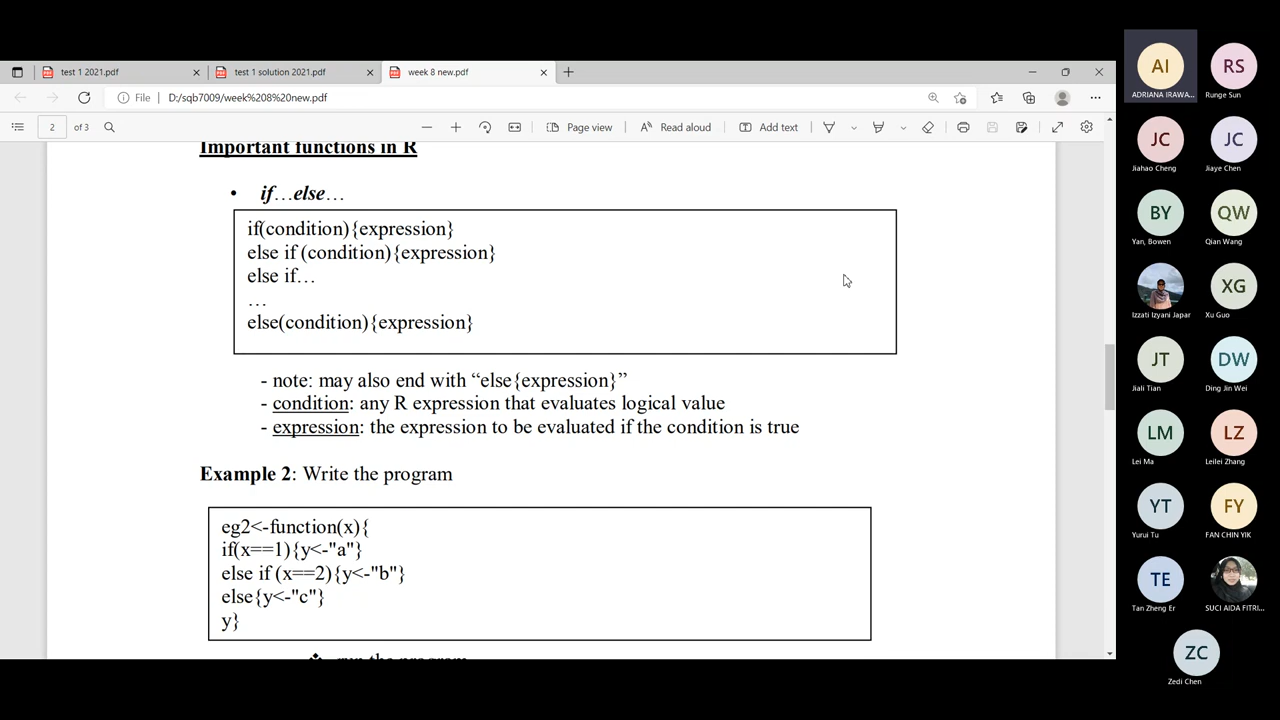 test 1 2021.pdf
test 1 solution 2021.pdf
week 8 new.pdf
File
D:/sqb7009/week%208%20new.pdf
2
of 3
Page view
Read aloud
Add text
Important functions in R
• if…else…
if(condition){expression}
else if (condition){expression}
else if…
…
else(condition){expression}
- note: may also end with “else{expression}”
- condition: any R expression that evaluates logical value
- expression: the expression to be evaluated if the condition is true
Example 2: Write the program
eg2<-function(x){
if(x==1){y<-"a"}
else if (x==2){y<-"b"}
else{y<-"c"}
y}
run the program
AI
ADRIANA IRAWA...
RS
Runge Sun
JC
Jiahao Cheng
JC
Jiaye Chen
BY
Yan, Bowen
QW
Qian Wang
Izzati Izyani Japar
XG
Xu Guo
JT
Jiali Tian
DW
Ding Jin Wei
LM
Lei Ma
LZ
Leilei Zhang
YT
Yurui Tu
FY
FAN CHIN YIK
TE
Tan Zheng Er
SUCI AIDA FITRI...
ZC
Zedi Chen